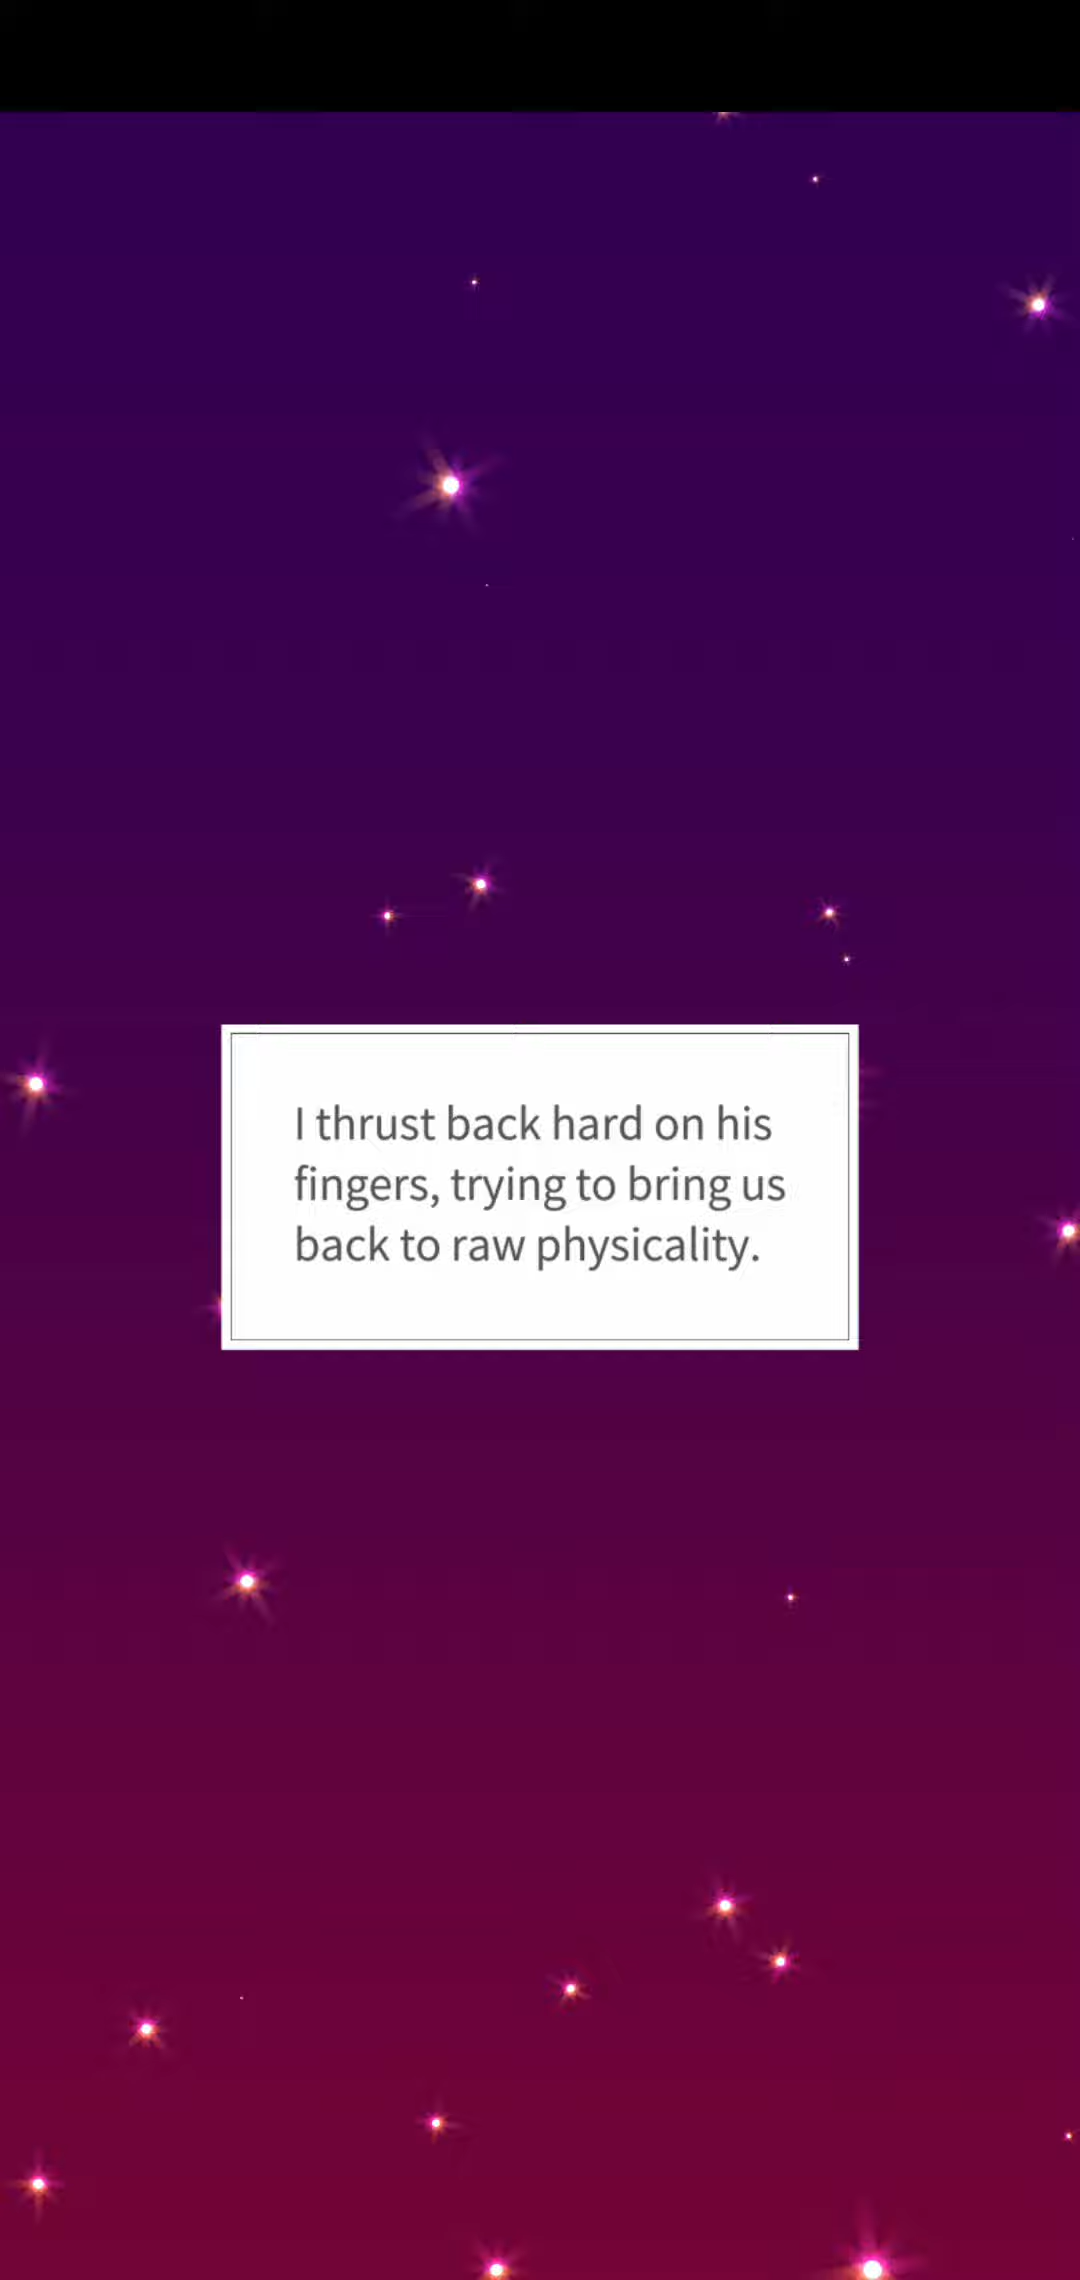 I thrust back hard on his
fingers, trying to bring us
back to raw physicality.